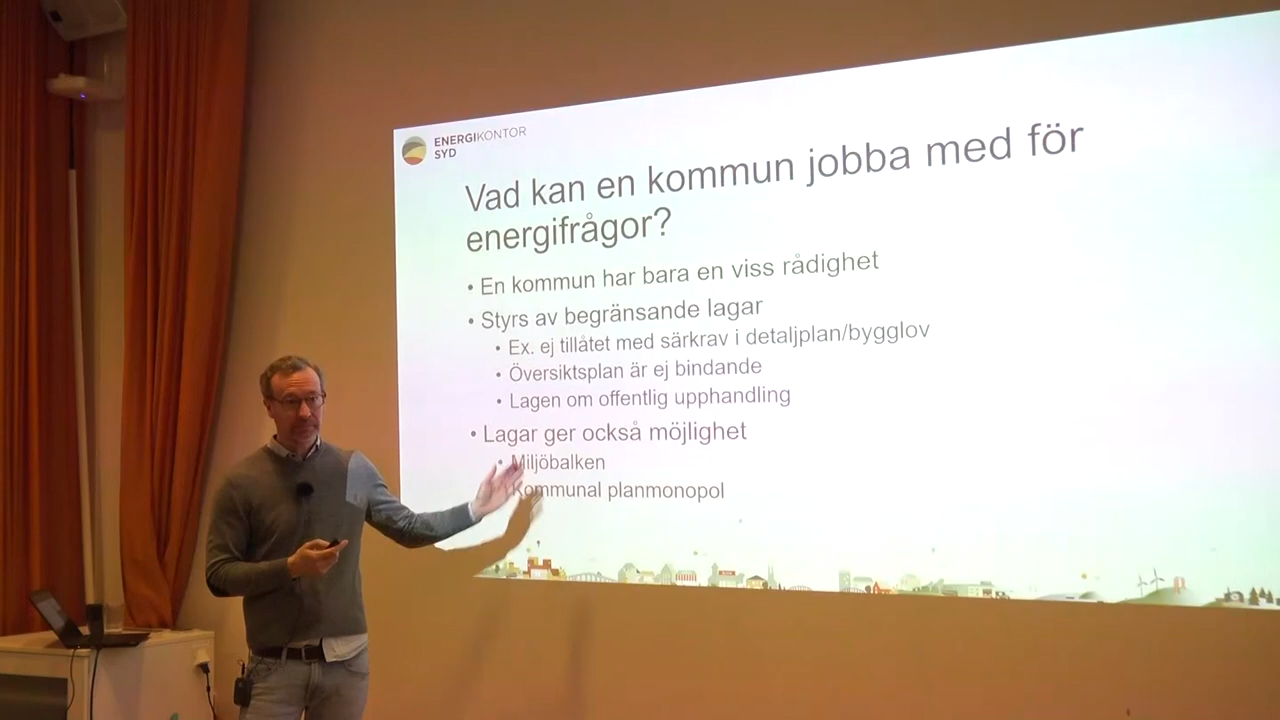 ENERGIKONTOR
SYD
Vad kan en kommun jobba med för
energifrågor?
• En kommun har bara en viss rådighet
• Styrs av begränsande lagar
• Ex. ej tillåtet med särkrav i detaljplan/bygglov
• Översiktsplan är ej bindande
• Lagen om offentlig upphandling
• Lagar ger också möjlighet
• Miljöbalken
Kommunal planmonopol